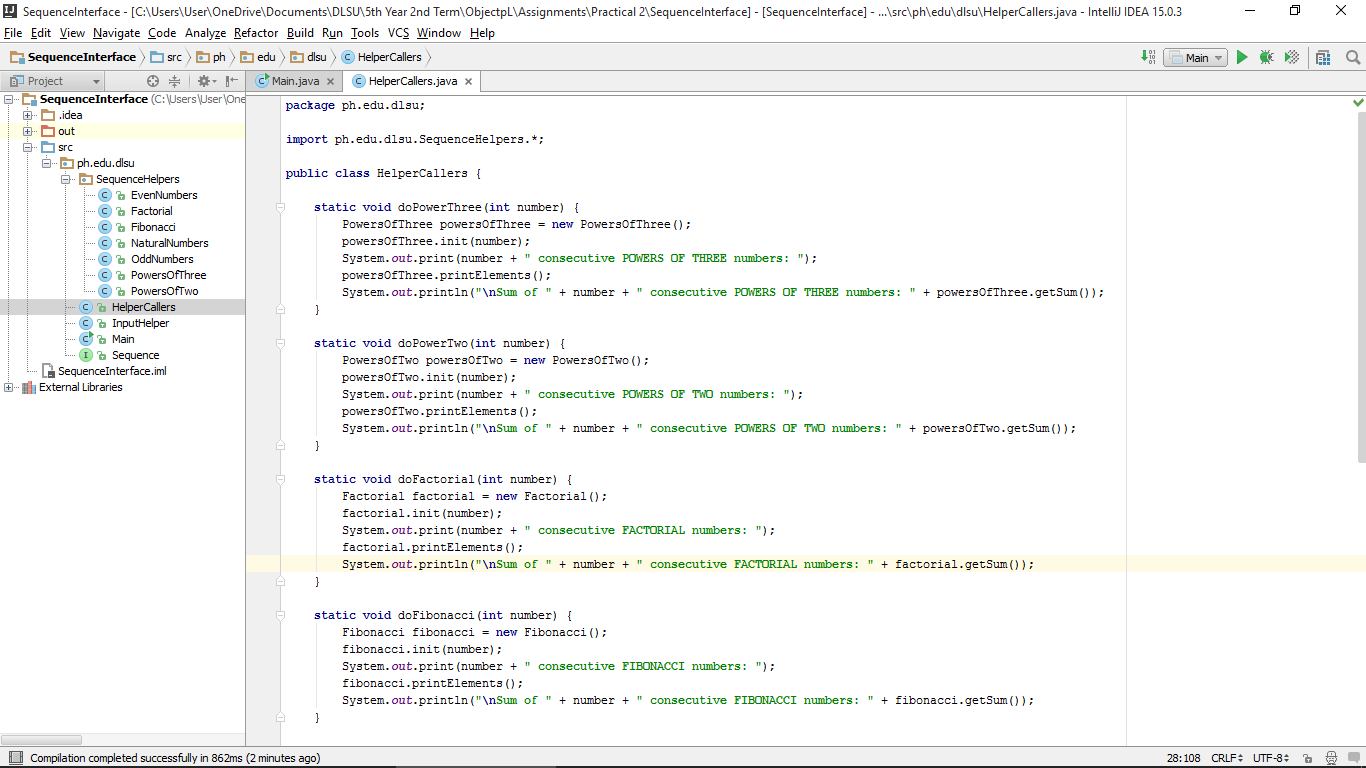 SequenceInterface - [C:\Users\User\OneDrive\Documents\DLSU\5th Year 2nd Term\ObjectpL\Assignments\Practical 2\SequenceInterface] - [SequenceInterface] - ...\src\ph\edu\dlsu\HelperCallers.java - IntelliJ IDEA 15.0.3
File Edit View Navigate Code Analyze Refactor Build Run Tools VCS Window Help
SequenceInterface src ph edu dlsu HelperCallers Main
Project Main.java HelperCallers.java
SequenceInterface (C:\Users\User\One
.idea
out
src
ph.edu.dlsu
SequenceHelpers
EvenNumbers
Factorial
Fibonacci
NaturalNumbers
OddNumbers
PowersOfThree
PowersOfTwo
HelperCallers
InputHelper
Main
Sequence
SequenceInterface.iml
External Libraries
package ph.edu.dlsu;
import ph.edu.dlsu.SequenceHelpers.*;
public class HelperCallers {
static void doPowerThree(int number) {
PowersOfThree powersOfThree = new PowersOfThree();
powersOfThree.init(number);
System.out.print(number + " consecutive POWERS OF THREE numbers: ");
powersOfThree.printElements();
System.out.println("\nSum of " + number + " consecutive POWERS OF THREE numbers: " + powersOfThree.getSum());
}
static void doPowerTwo(int number) {
PowersOfTwo powersOfTwo = new PowersOfTwo();
powersOfTwo.init(number);
System.out.print(number + " consecutive POWERS OF TWO numbers: ");
powersOfTwo.printElements();
System.out.println("\nSum of " + number + " consecutive POWERS OF TWO numbers: " + powersOfTwo.getSum());
}
static void doFactorial(int number) {
Factorial factorial = new Factorial();
factorial.init(number);
System.out.print(number + " consecutive FACTORIAL numbers: ");
factorial.printElements();
System.out.println("\nSum of " + number + " consecutive FACTORIAL numbers: " + factorial.getSum());
}
static void doFibonacci(int number) {
Fibonacci fibonacci = new Fibonacci();
fibonacci.init(number);
System.out.print(number + " consecutive FIBONACCI numbers: ");
fibonacci.printElements();
System.out.println("\nSum of " + number + " consecutive FIBONACCI numbers: " + fibonacci.getSum());
}
Compilation completed successfully in 862ms (2 minutes ago) 28:108 CRLF UTF-8